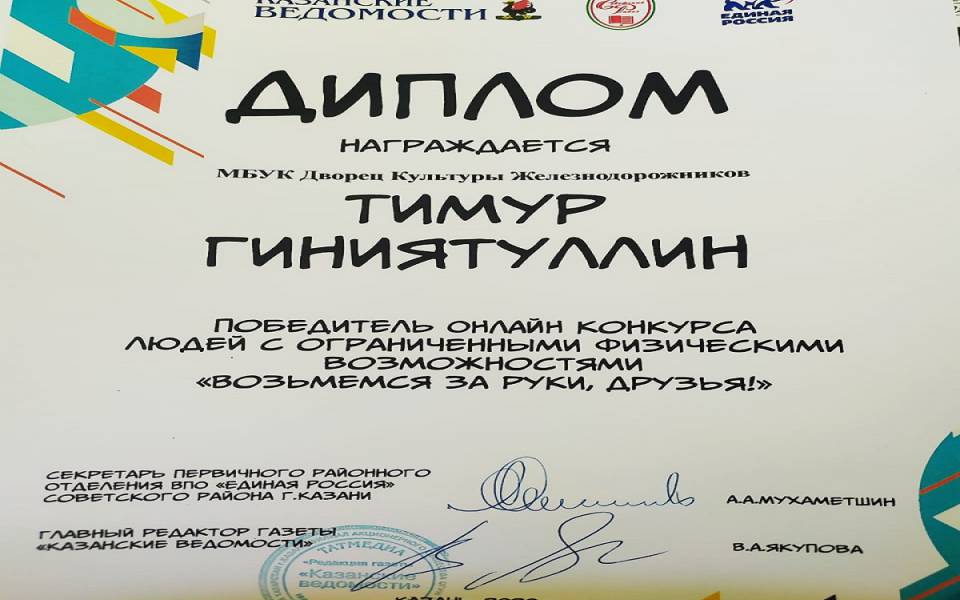 КАЗАНСКИЕ
ВЕДОМОСТИ
ЕДИНАЯ
РОССИЯ
ДИПЛОМ
НАГРАЖДАЕТСЯ
МБУК Дворец Культуры Железнодорожников
ТИМУР
ГИНИЯТУЛЛИН
ПОБЕДИТЕЛЬ ОНЛАЙН КОНКУРСА
ЛЮДЕЙ С ОГРАНИЧЕННЫМИ ФИЗИЧЕСКИМИ
ВОЗМОЖНОСТЯМИ
«ВОЗЬМЕМСЯ ЗА РУКИ, ДРУЗЬЯ!»
СЕКРЕТАРЬ ПЕРВИЧНОГО РАЙОННОГО
ОТДЕЛЕНИЯ ВПО «ЕДИНАЯ РОССИЯ»
СОВЕТСКОГО РАЙОНА Г.КАЗАНИ
А.А.МУХАМЕТШИН
ГЛАВНЫЙ РЕДАКТОР ГАЗЕТЫ
«КАЗАНСКИЕ ВЕДОМОСТИ»
В.А.ЯКУПОВА
ТАТМЕДИА
«Редакция газеты
«Казанские
ведомости»